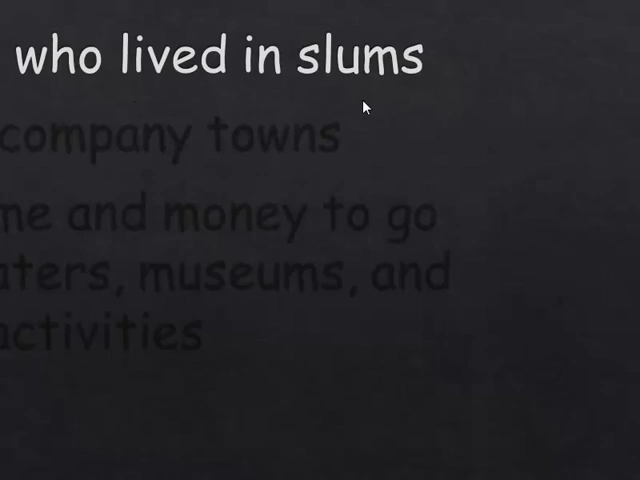 who lived in slums
company towns
me and money to go
aters, museums, and
activities